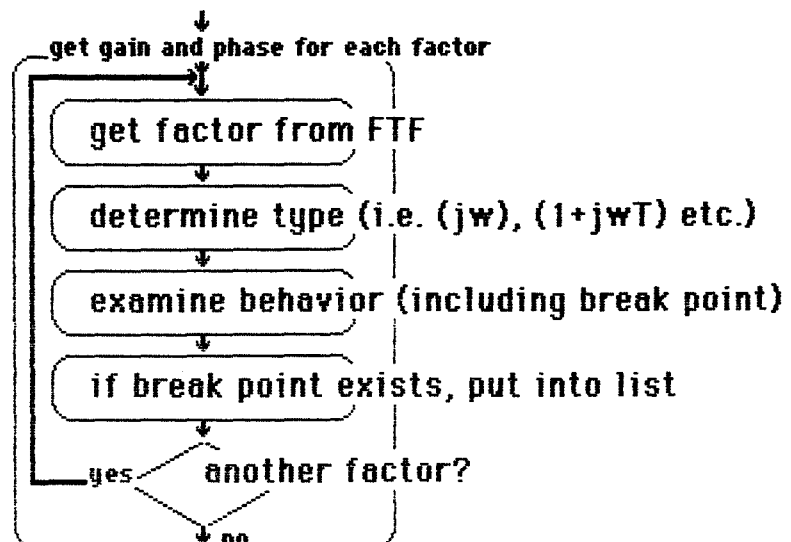 get gain and phase for each factor
get factor from FTF
determine type (i.e. (jw), (1+jwT) etc.)
examine behavior (including break point)
if break point exists, put into list
another factor?
yes
no